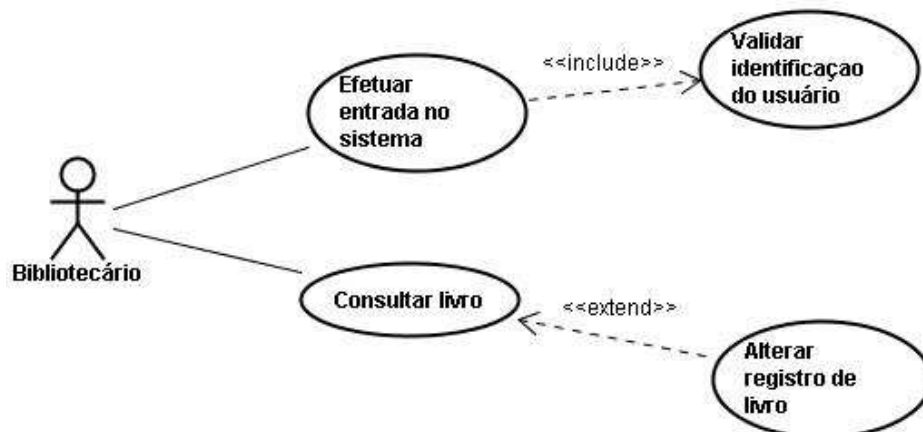 Efetuar
entrada no
sistema
<<include>>
Validar
identificaçao
do usuário
Bibliotecário
Consultar livro
<<extend>>
Alterar
registro de
livro